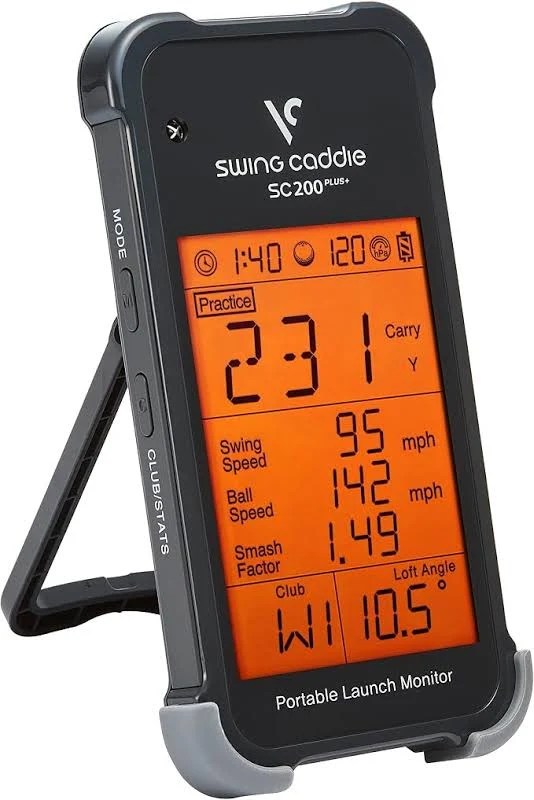 SWING caddie
SC200 PLUS+
MODE
CLUB/STATS
1:40 120 hPa
Practice
231 Carry Y
Swing Speed 95 mph
Ball Speed 142 mph
Smash Factor 1.49
Club W1
Loft Angle 10.5°
Portable Launch Monitor